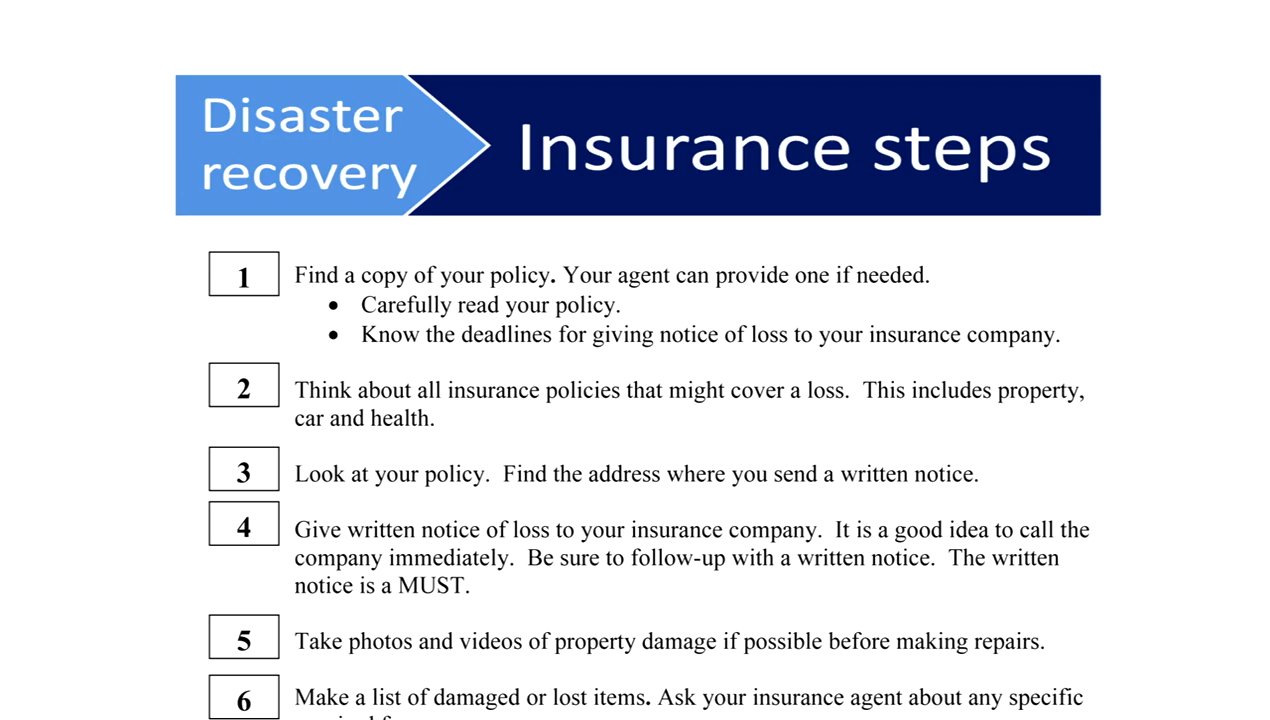 Disaster
recovery
Insurance steps
1
Find a copy of your policy. Your agent can provide one if needed.
• Carefully read your policy.
• Know the deadlines for giving notice of loss to your insurance company.
2
Think about all insurance policies that might cover a loss.  This includes property,
car and health.
3
Look at your policy.  Find the address where you send a written notice.
4
Give written notice of loss to your insurance company.  It is a good idea to call the
company immediately.  Be sure to follow-up with a written notice.  The written
notice is a MUST.
5
Take photos and videos of property damage if possible before making repairs.
6
Make a list of damaged or lost items. Ask your insurance agent about any specific